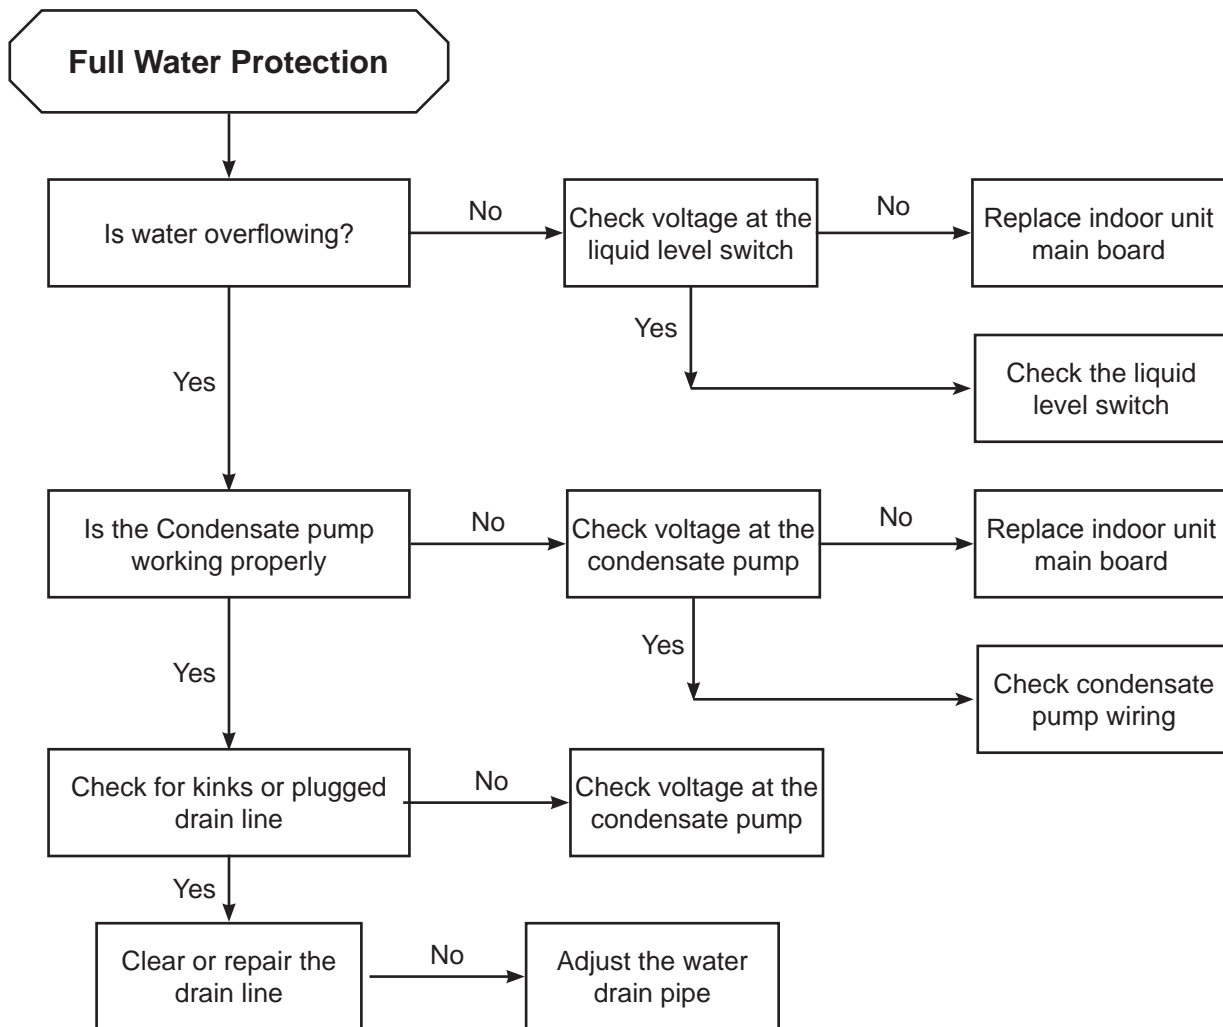 Full Water Protection
Is water overflowing?
No
Check voltage at the
liquid level switch
No
Replace indoor unit
main board
Yes
Check the liquid
level switch
Yes
Is the Condensate pump
working properly
No
Check voltage at the
condensate pump
No
Replace indoor unit
main board
Yes
Check condensate
pump wiring
Yes
Check for kinks or plugged
drain line
No
Check voltage at the
condensate pump
Yes
Clear or repair the
drain line
No
Adjust the water
drain pipe